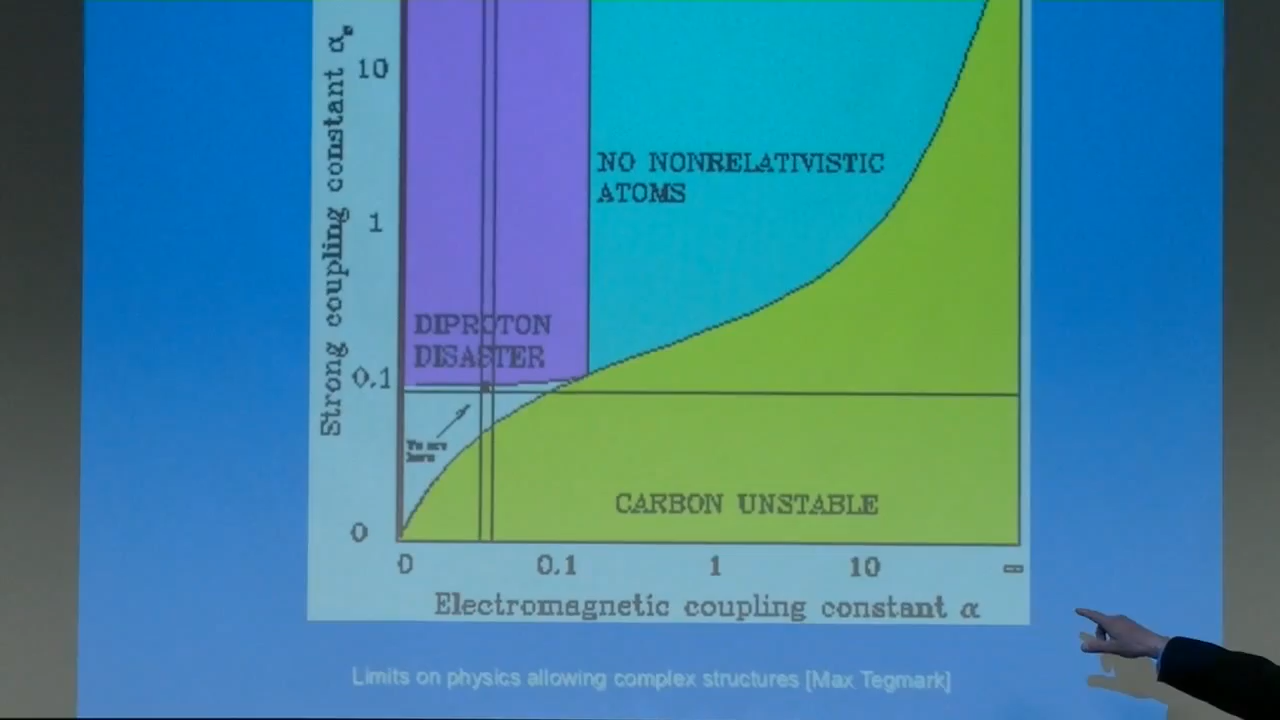 Strong coupling constant αs
10
1
0.1
0
NO NONRELATIVISTIC
ATOMS
DIPROTON
DISASTER
We are
here
CARBON UNSTABLE
0 0.1 1 10 ∞
Electromagnetic coupling constant α
Limits on physics allowing complex structures [Max Tegmark]